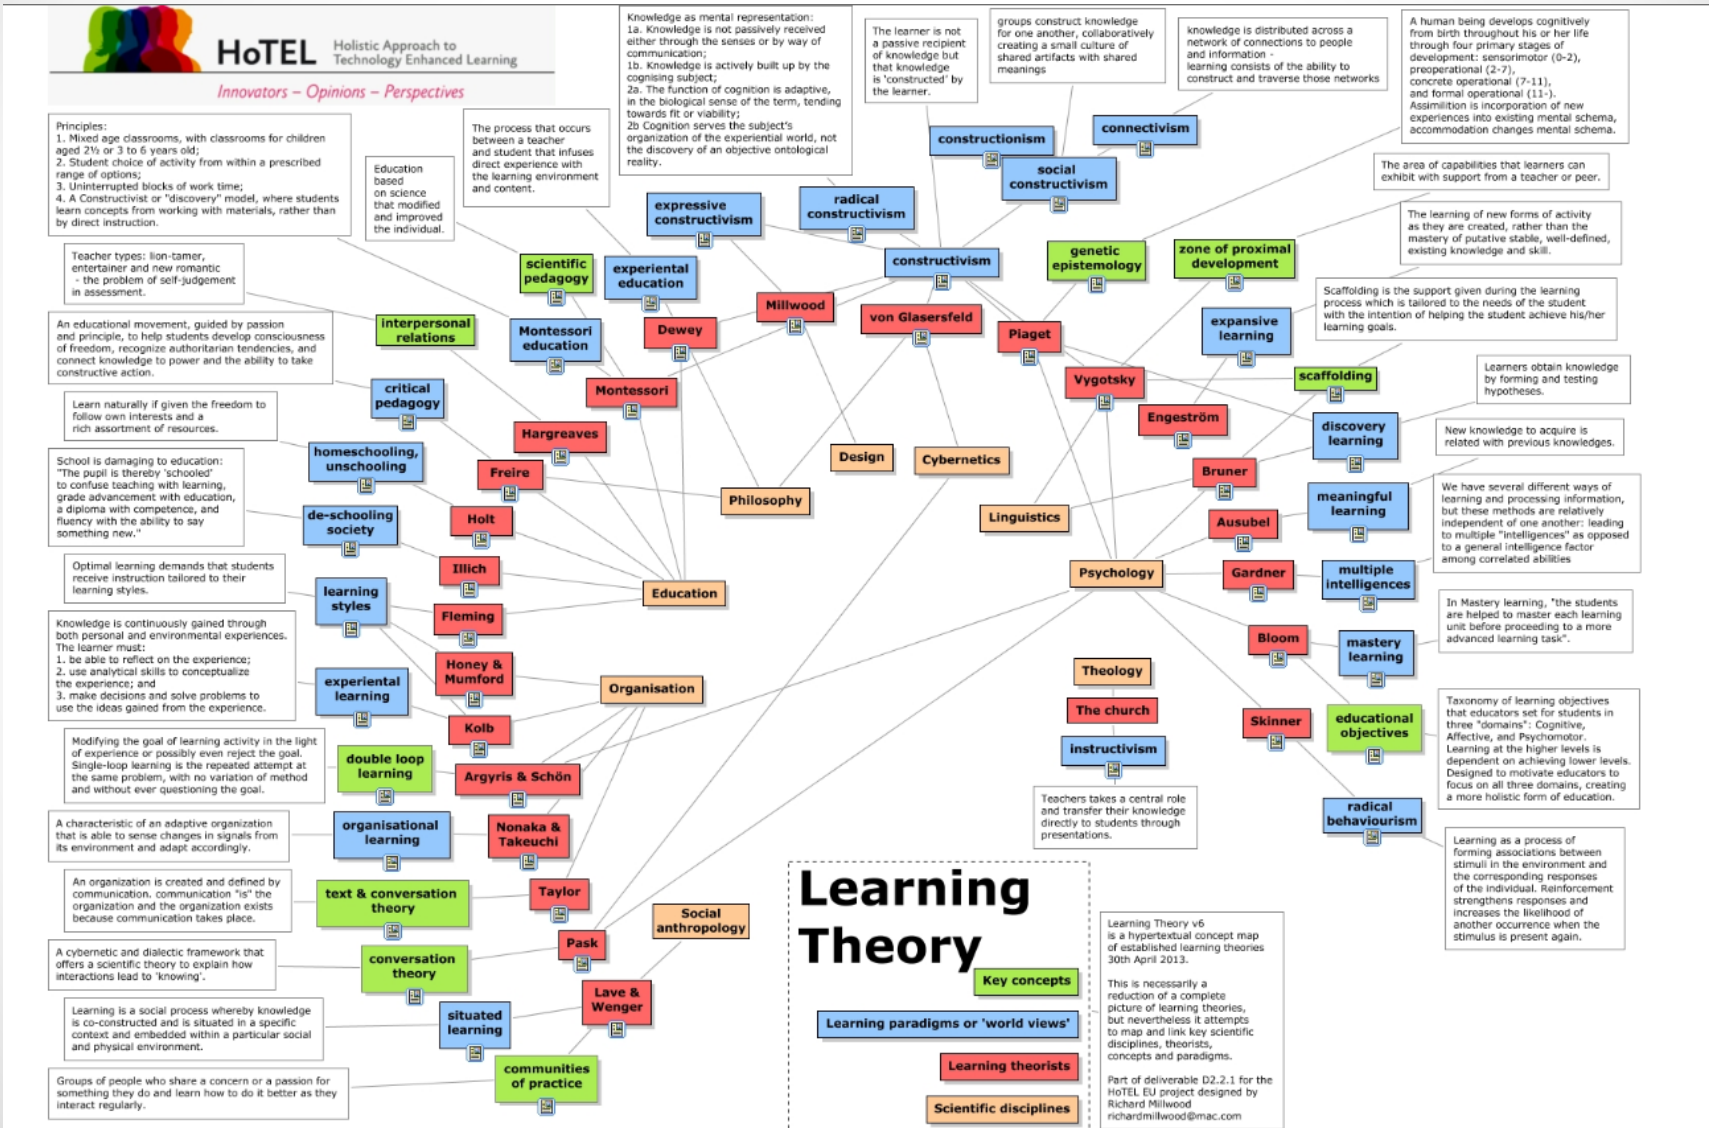 HoTEL
Holistic Approach to
Technology Enhanced Learning
Innovators – Opinions – Perspectives
Knowledge as mental representation:
1a. Knowledge is not passively received
either through the senses or by way of
communication;
1b. Knowledge is actively built up by the
cognising subject;
2a. The function of cognition is adaptive,
in the biological sense of the term, tending
towards fit or viability;
2b Cognition serves the subject's
organization of the experiential world, not
the discovery of an objective ontological
reality.
The learner is not
a passive recipient
of knowledge but
that knowledge
is 'constructed' by
the learner.
groups construct knowledge
for one another, collaboratively
creating a small culture of
shared artifacts with shared
meanings
knowledge is distributed across a
network of connections to people
and information -
learning consists of the ability to
construct and traverse those networks
A human being develops cognitively
from birth throughout his or her life
through four primary stages of
development: sensorimotor (0-2),
preoperational (2-7),
concrete operational (7-11),
and formal operational (11-).
Assimilition is incorporation of new
experiences into existing mental schema,
accommodation changes mental schema.
Principles:
1. Mixed age classrooms, with classrooms for children
aged 2½ or 3 to 6 years old;
2. Student choice of activity from within a prescribed
range of options;
3. Uninterrupted blocks of work time;
4. A Constructivist or "discovery" model, where students
learn concepts from working with materials, rather than
by direct instruction.
Education
based
on science
that modified
and improved
the individual.
The process that occurs
between a teacher
and student that infuses
direct experience with
the learning environment
and content.
constructionism
connectivism
social
constructivism
The area of capabilities that learners can
exhibit with support from a teacher or peer.
expressive
constructivism
radical
constructivism
The learning of new forms of activity
as they are created, rather than the
mastery of putative stable, well-defined,
existing knowledge and skill.
Teacher types: lion-tamer,
entertainer and new romantic
- the problem of self-judgement
in assessment.
scientific
pedagogy
experiential
education
constructivism
genetic
epistemology
zone of proximal
development
Scaffolding is the support given during the learning
process which is tailored to the needs of the student
with the intention of helping the student achieve his/her
learning goals.
An educational movement, guided by passion
and principle, to help students develop consciousness
of freedom, recognize authoritarian tendencies, and
connect knowledge to power and the ability to take
constructive action.
interpersonal
relations
Montessori
education
Dewey
Millwood
von Glasersfeld
Piaget
expansive
learning
Learn naturally if given the freedom to
follow own interests and a
rich assortment of resources.
critical
pedagogy
Montessori
Vygotsky
scaffolding
Learners obtain knowledge
by forming and testing
hypotheses.
Hargreaves
Engeström
discovery
learning
New knowledge to acquire is
related with previous knowledges.
School is damaging to education:
"The pupil is thereby 'schooled'
to confuse teaching with learning,
grade advancement with education,
a diploma with competence, and
fluency with the ability to say
something new."
homeschooling,
unschooling
Freire
Design
Cybernetics
Bruner
Philosophy
Linguistics
meaningful
learning
We have several different ways of
learning and processing information,
but these methods are relatively
independent of one another: leading
to multiple "intelligences" as opposed
to a general intelligence factor
among correlated abilities
de-schooling
society
Holt
Ausubel
Optimal learning demands that students
receive instruction tailored to their
learning styles.
Illich
Education
Psychology
Gardner
multiple
intelligences
learning
styles
Fleming
In Mastery learning, "the students
are helped to master each learning
unit before proceeding to a more
advanced learning task".
Knowledge is continuously gained through
both personal and environmental experiences.
The learner must:
1. be able to reflect on the experience;
2. use analytical skills to conceptualize
the experience; and
3. make decisions and solve problems to
use the ideas gained from the experience.
experiential
learning
Honey &
Mumford
Organisation
Bloom
mastery
learning
Theology
The church
instructivism
Teachers takes a central role
and transfer their knowledge
directly to students through
presentations.
Kolb
Skinner
educational
objectives
Taxonomy of learning objectives
that educators set for students in
three "domains": Cognitive,
Affective, and Psychomotor.
Learning at the higher levels is
dependent on achieving lower levels.
Designed to motivate educators to
focus on all three domains, creating
a more holistic form of education.
Modifying the goal of learning activity in the light
of experience or possibly even reject the goal.
Single-loop learning is the repeated attempt at
the same problem, with no variation of method
and without ever questioning the goal.
double loop
learning
Argyris & Schön
radical
behaviourism
Learning as a process of
forming associations between
stimuli in the environment and
the corresponding responses
of the individual. Reinforcement
strengthens responses and
increases the likelihood of
another occurrence when the
stimulus is present again.
A characteristic of an adaptive organization
that is able to sense changes in signals from
its environment and adapt accordingly.
organisational
learning
Nonaka &
Takeuchi
An organization is created and defined by
communication. communication "is" the
organization and the organization exists
because communication takes place.
text & conversation
theory
Taylor
Social
anthropology
A cybernetic and dialectic framework that
offers a scientific theory to explain how
interactions lead to 'knowing'.
conversation
theory
Pask
Learning is a social process whereby knowledge
is co-constructed and is situated in a specific
context and embedded within a particular social
and physical environment.
situated
learning
Lave &
Wenger
Groups of people who share a concern or a passion for
something they do and learn how to do it better as they
interact regularly.
communities
of practice
Learning
Theory
Key concepts
Learning paradigms or 'world views'
Learning theorists
Scientific disciplines
Learning Theory v6
is a hypertextual concept map
of established learning theories
30th April 2013.
This is necessarily a
reduction of a complete
picture of learning theories,
but nevertheless it attempts
to map and link key scientific
disciplines, theorists,
concepts and paradigms.
Part of deliverable D2.2.1 for the
HoTEL EU project designed by
Richard Millwood
richardmillwood@mac.com